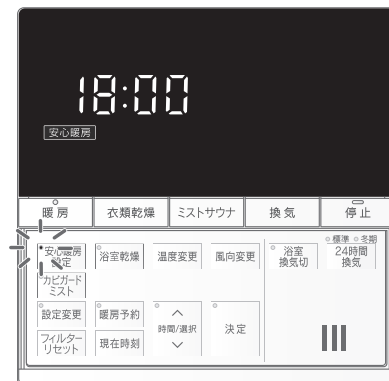 18:00
安心暖房
暖房 衣類乾燥 ミストサウナ 換気 停止
標準 冬期
安心暖房 設定 浴室乾燥 温度変更 風向変更 浴室 換気切 24時間 換気
カビガード ミスト
設定変更 暖房予約 時間/選択 決定
フィルター リセット 現在時刻